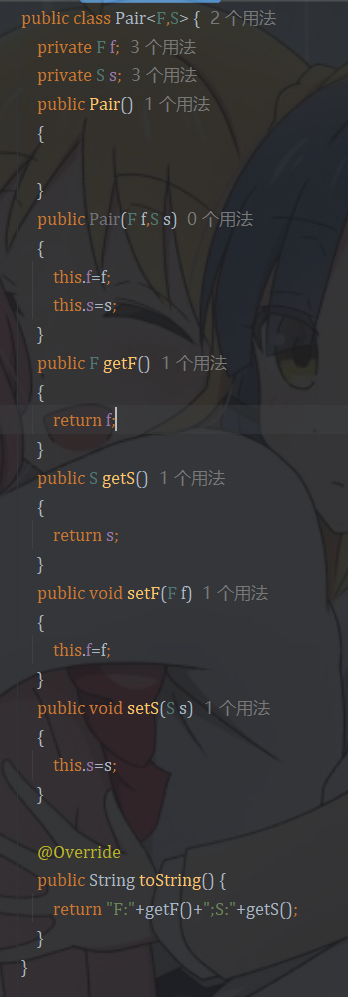 public class Pair<F,S> {  2 个用法
    private F f;  3 个用法
    private S s;  3 个用法
    public Pair()  1 个用法
    {

    }
    public Pair(F f,S s)  0 个用法
    {
        this.f=f;
        this.s=s;
    }
    public F getF()  1 个用法
    {
        return f;
    }
    public S getS()  1 个用法
    {
        return s;
    }
    public void setF(F f)  1 个用法
    {
        this.f=f;
    }
    public void setS(S s)  1 个用法
    {
        this.s=s;
    }

    @Override
    public String toString() {
        return "F:"+getF()+";S:"+getS();
    }
}